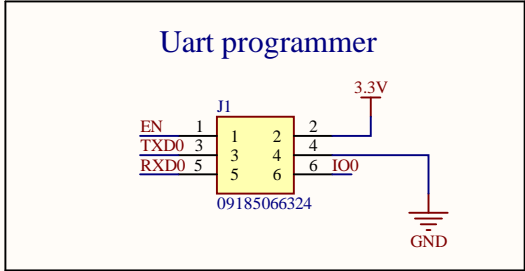 Uart programmer
3.3V
J1
EN 1 1 2 2
TXD0 3 3 4 4
RXD0 5 5 6 6 IO0
09185066324
GND